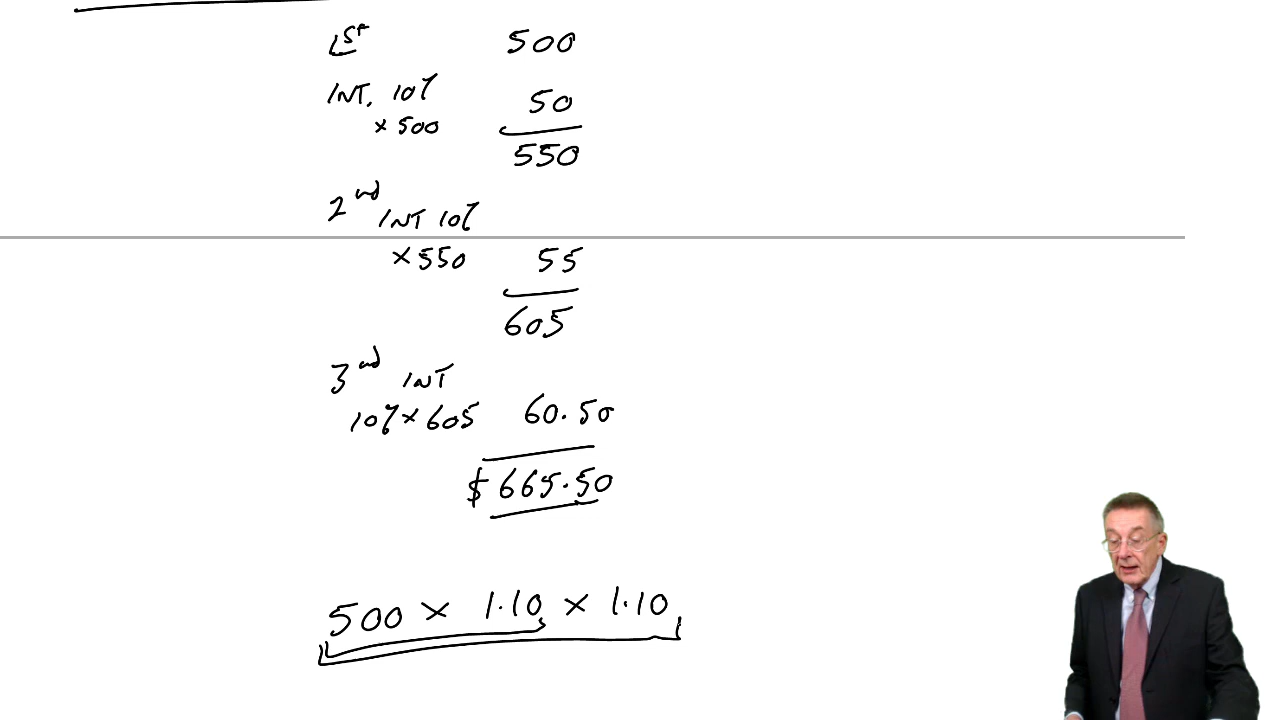 1st 500
INT. 10% 50
× 500
550
2nd INT 10%
× 550 55
605
3nd INT
10% × 605 60.50
$ 665.50
500 × 1.10 × 1.10